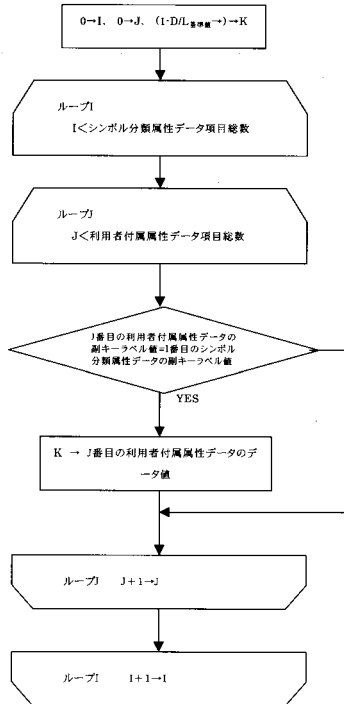 0→I、 0→J、 (1-D/L基準値→)→K
ループI
I＜シンボル分類属性データ項目総数
ループJ
J＜利用者付属属性データ項目総数
J番目の利用者付属属性データの
副キーラベル値=I番目のシンボル
分類属性データの副キーラベル値
YES
K → J番目の利用者付属属性データのデ
ータ値
ループJ J+1→J
ループI I+1→I